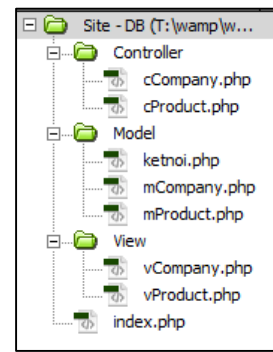 Site - DB (T:\wamp\w...
Controller
cCompany.php
cProduct.php
Model
ketnoi.php
mCompany.php
mProduct.php
View
vCompany.php
vProduct.php
index.php